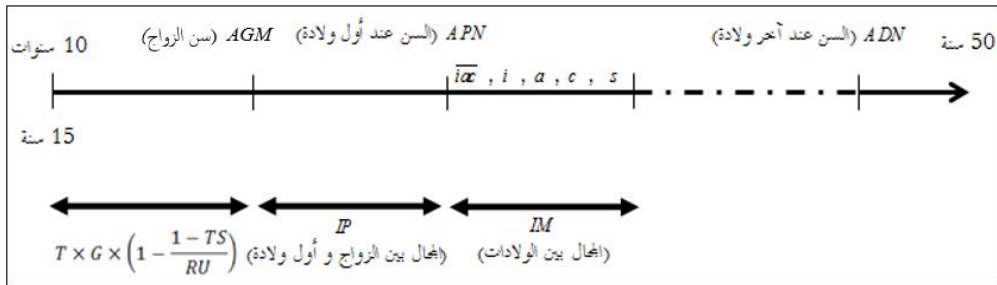 10 سنوات
AGM (سن الزواج)
APN (السن عند أول ولادة)
ADN (السن عند آخر ولادة)
50 سنة
iac , i , a , c , s
15 سنة
T × G × (1 − (1 − TS)/RU)
IP
(المجال بين الزواج و أول ولادة)
IM
(المجال بين الولادات)